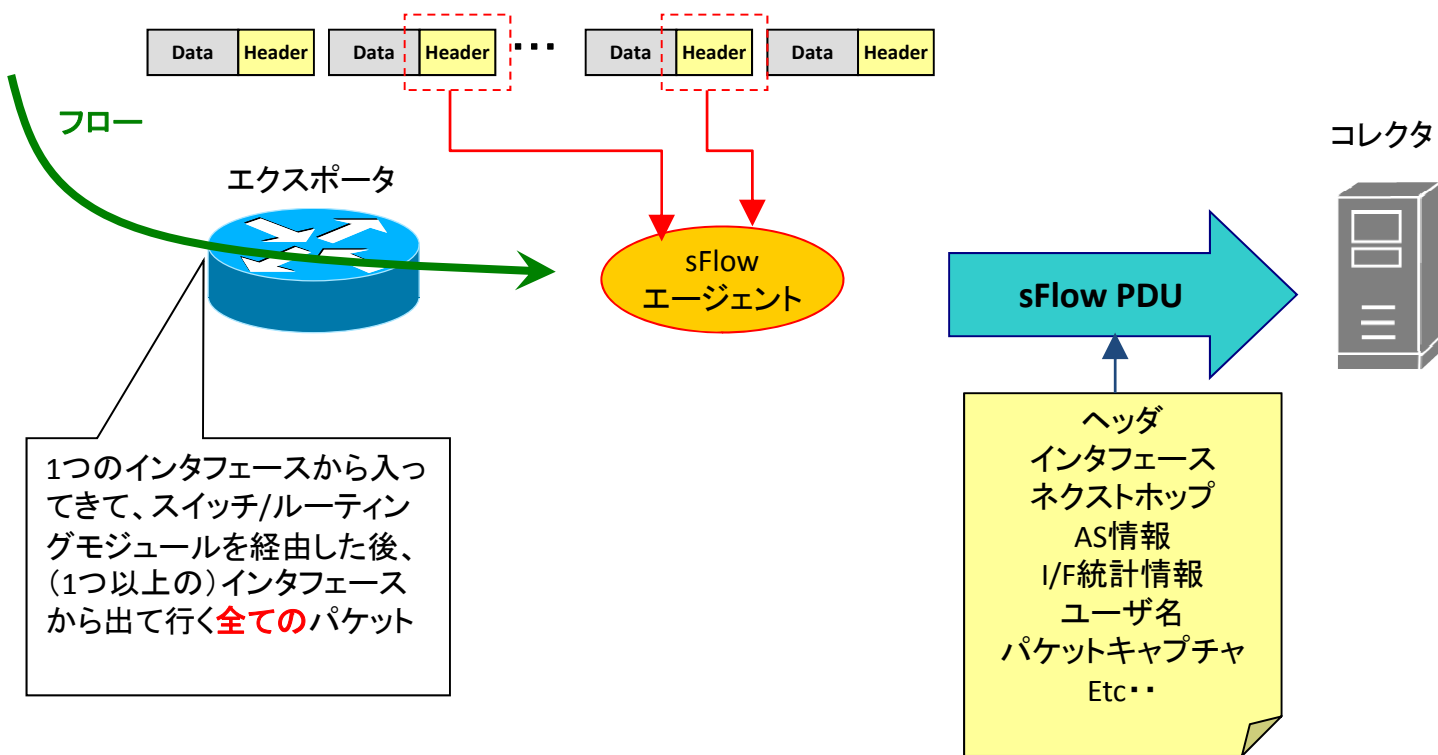 Data Header Data Header ･･･ Data Header Data Header
フロー
エクスポータ
コレクタ
sFlow
エージェント
sFlow PDU
1つのインタフェースから入っ
てきて、スイッチ/ルーティン
グモジュールを経由した後、
（1つ以上の）インタフェース
から出て行く全てのパケット
ヘッダ
インタフェース
ネクストホップ
AS情報
I/F統計情報
ユーザ名
パケットキャプチャ
Etc･･